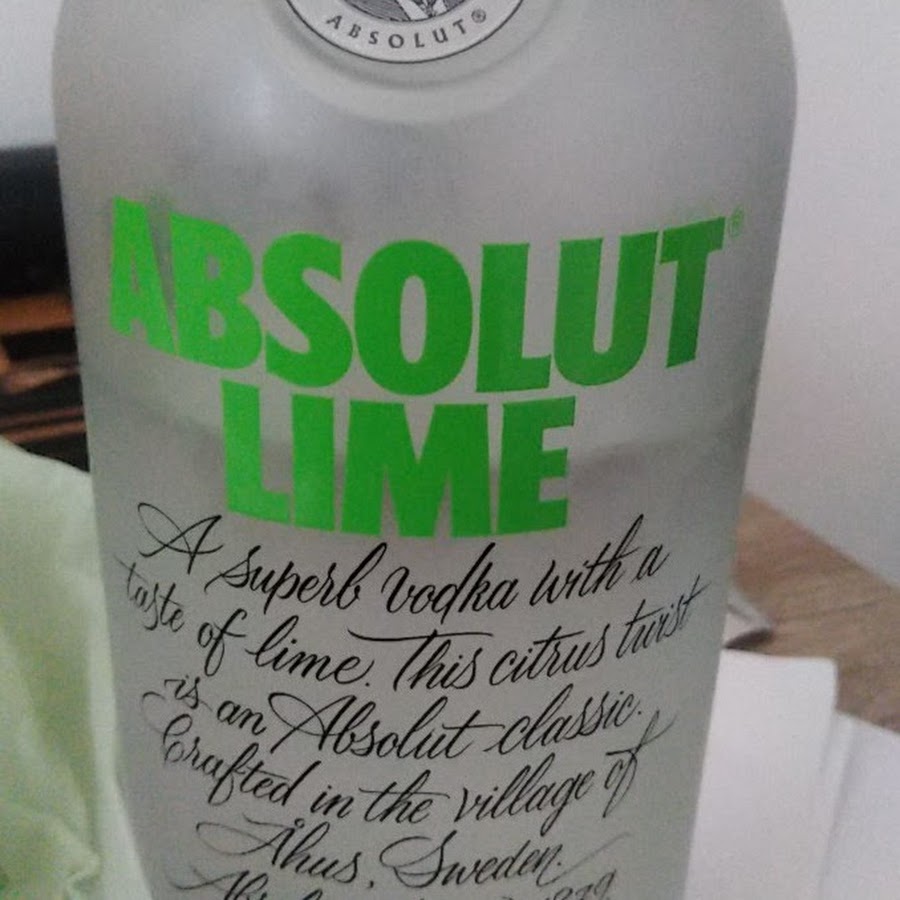 ABSOLUT®
ABSOLUT®
LIME
A superb vodka with a
taste of lime. This citrus twist
is an Absolut classic.
Crafted in the village of
Åhus, Sweden.